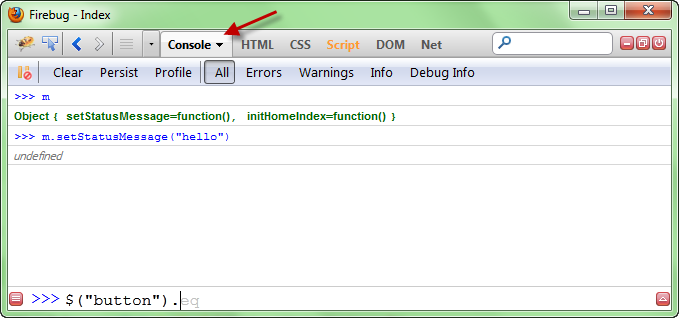 Firebug - Index
Console HTML CSS Script DOM Net
Clear Persist Profile All Errors Warnings Info Debug Info
>>> m
Object { setStatusMessage=function(), initHomeIndex=function() }
>>> m.setStatusMessage("hello")
undefined
>>> $("button").eq